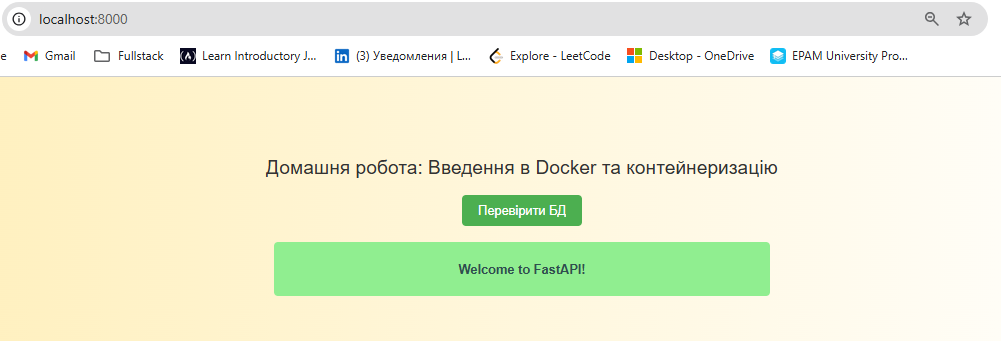 localhost:8000
e Gmail Fullstack Learn Introductory J... (3) Уведомления | L... Explore - LeetCode Desktop - OneDrive EPAM University Pro...
Домашня робота: Введення в Docker та контейнеризацію
Перевірити БД
Welcome to FastAPI!